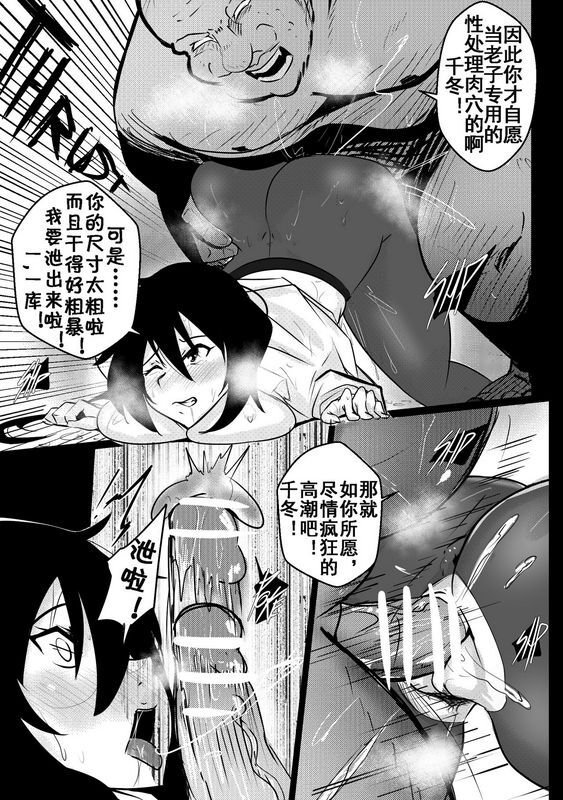 因此你才自愿
当老子专用的
性处理肉穴的啊
千冬！
THRUST
可是……
你的尺寸太粗啦
而且干得好粗暴！
我要泄出来啦！
一，一库！
那就
如你所愿，
尽情疯狂的
高潮吧！
千冬！
泄啦！